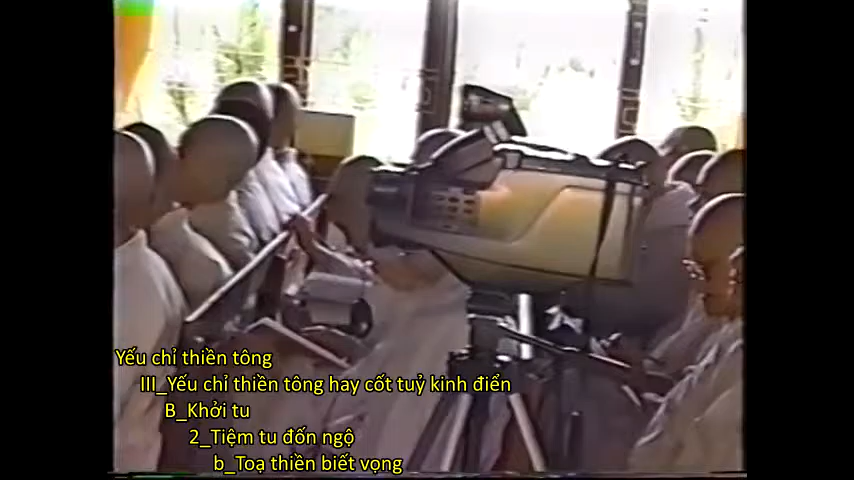 Yếu chỉ thiền tông
III_Yếu chỉ thiền tông hay cốt tuỷ kinh điển
B_Khởi tu
2_Tiệm tu đốn ngộ
b_Toạ thiền biết vọng